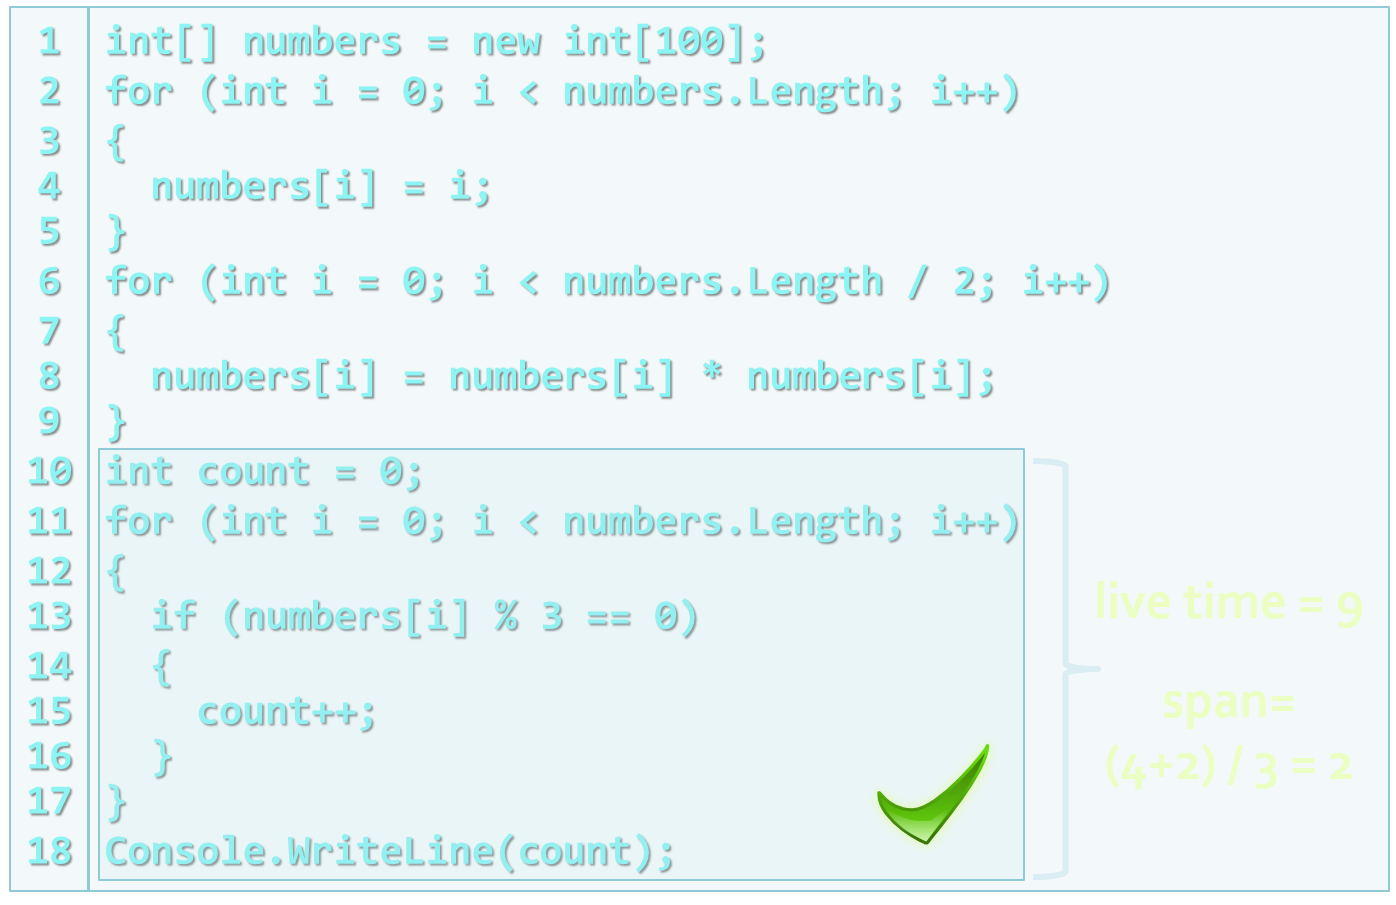 1 int[] numbers = new int[100];
2 for (int i = 0; i < numbers.Length; i++)
3 {
4   numbers[i] = i;
5 }
6 for (int i = 0; i < numbers.Length / 2; i++)
7 {
8   numbers[i] = numbers[i] * numbers[i];
9 }
10 int count = 0;
11 for (int i = 0; i < numbers.Length; i++)
12 {
13   if (numbers[i] % 3 == 0)
14   {
15     count++;
16   }
17 }
18 Console.WriteLine(count);
live time = 9
span=
(4+2) / 3 = 2